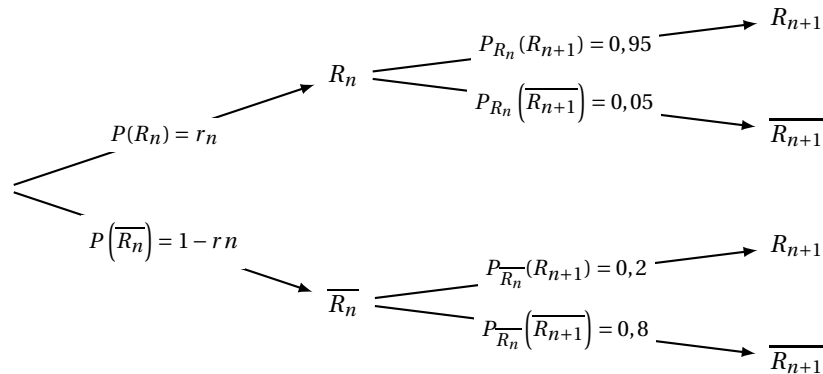 R_{n+1}
P_{R_n}(R_{n+1}) = 0,95
R_n
P_{R_n}(\overline{R_{n+1}}) = 0,05
P(R_n) = r_n
\overline{R_{n+1}}
P(\overline{R_n}) = 1 − rn
R_{n+1}
P_{\overline{R_n}}(R_{n+1}) = 0,2
\overline{R_n}
P_{\overline{R_n}}(\overline{R_{n+1}}) = 0,8
\overline{R_{n+1}}